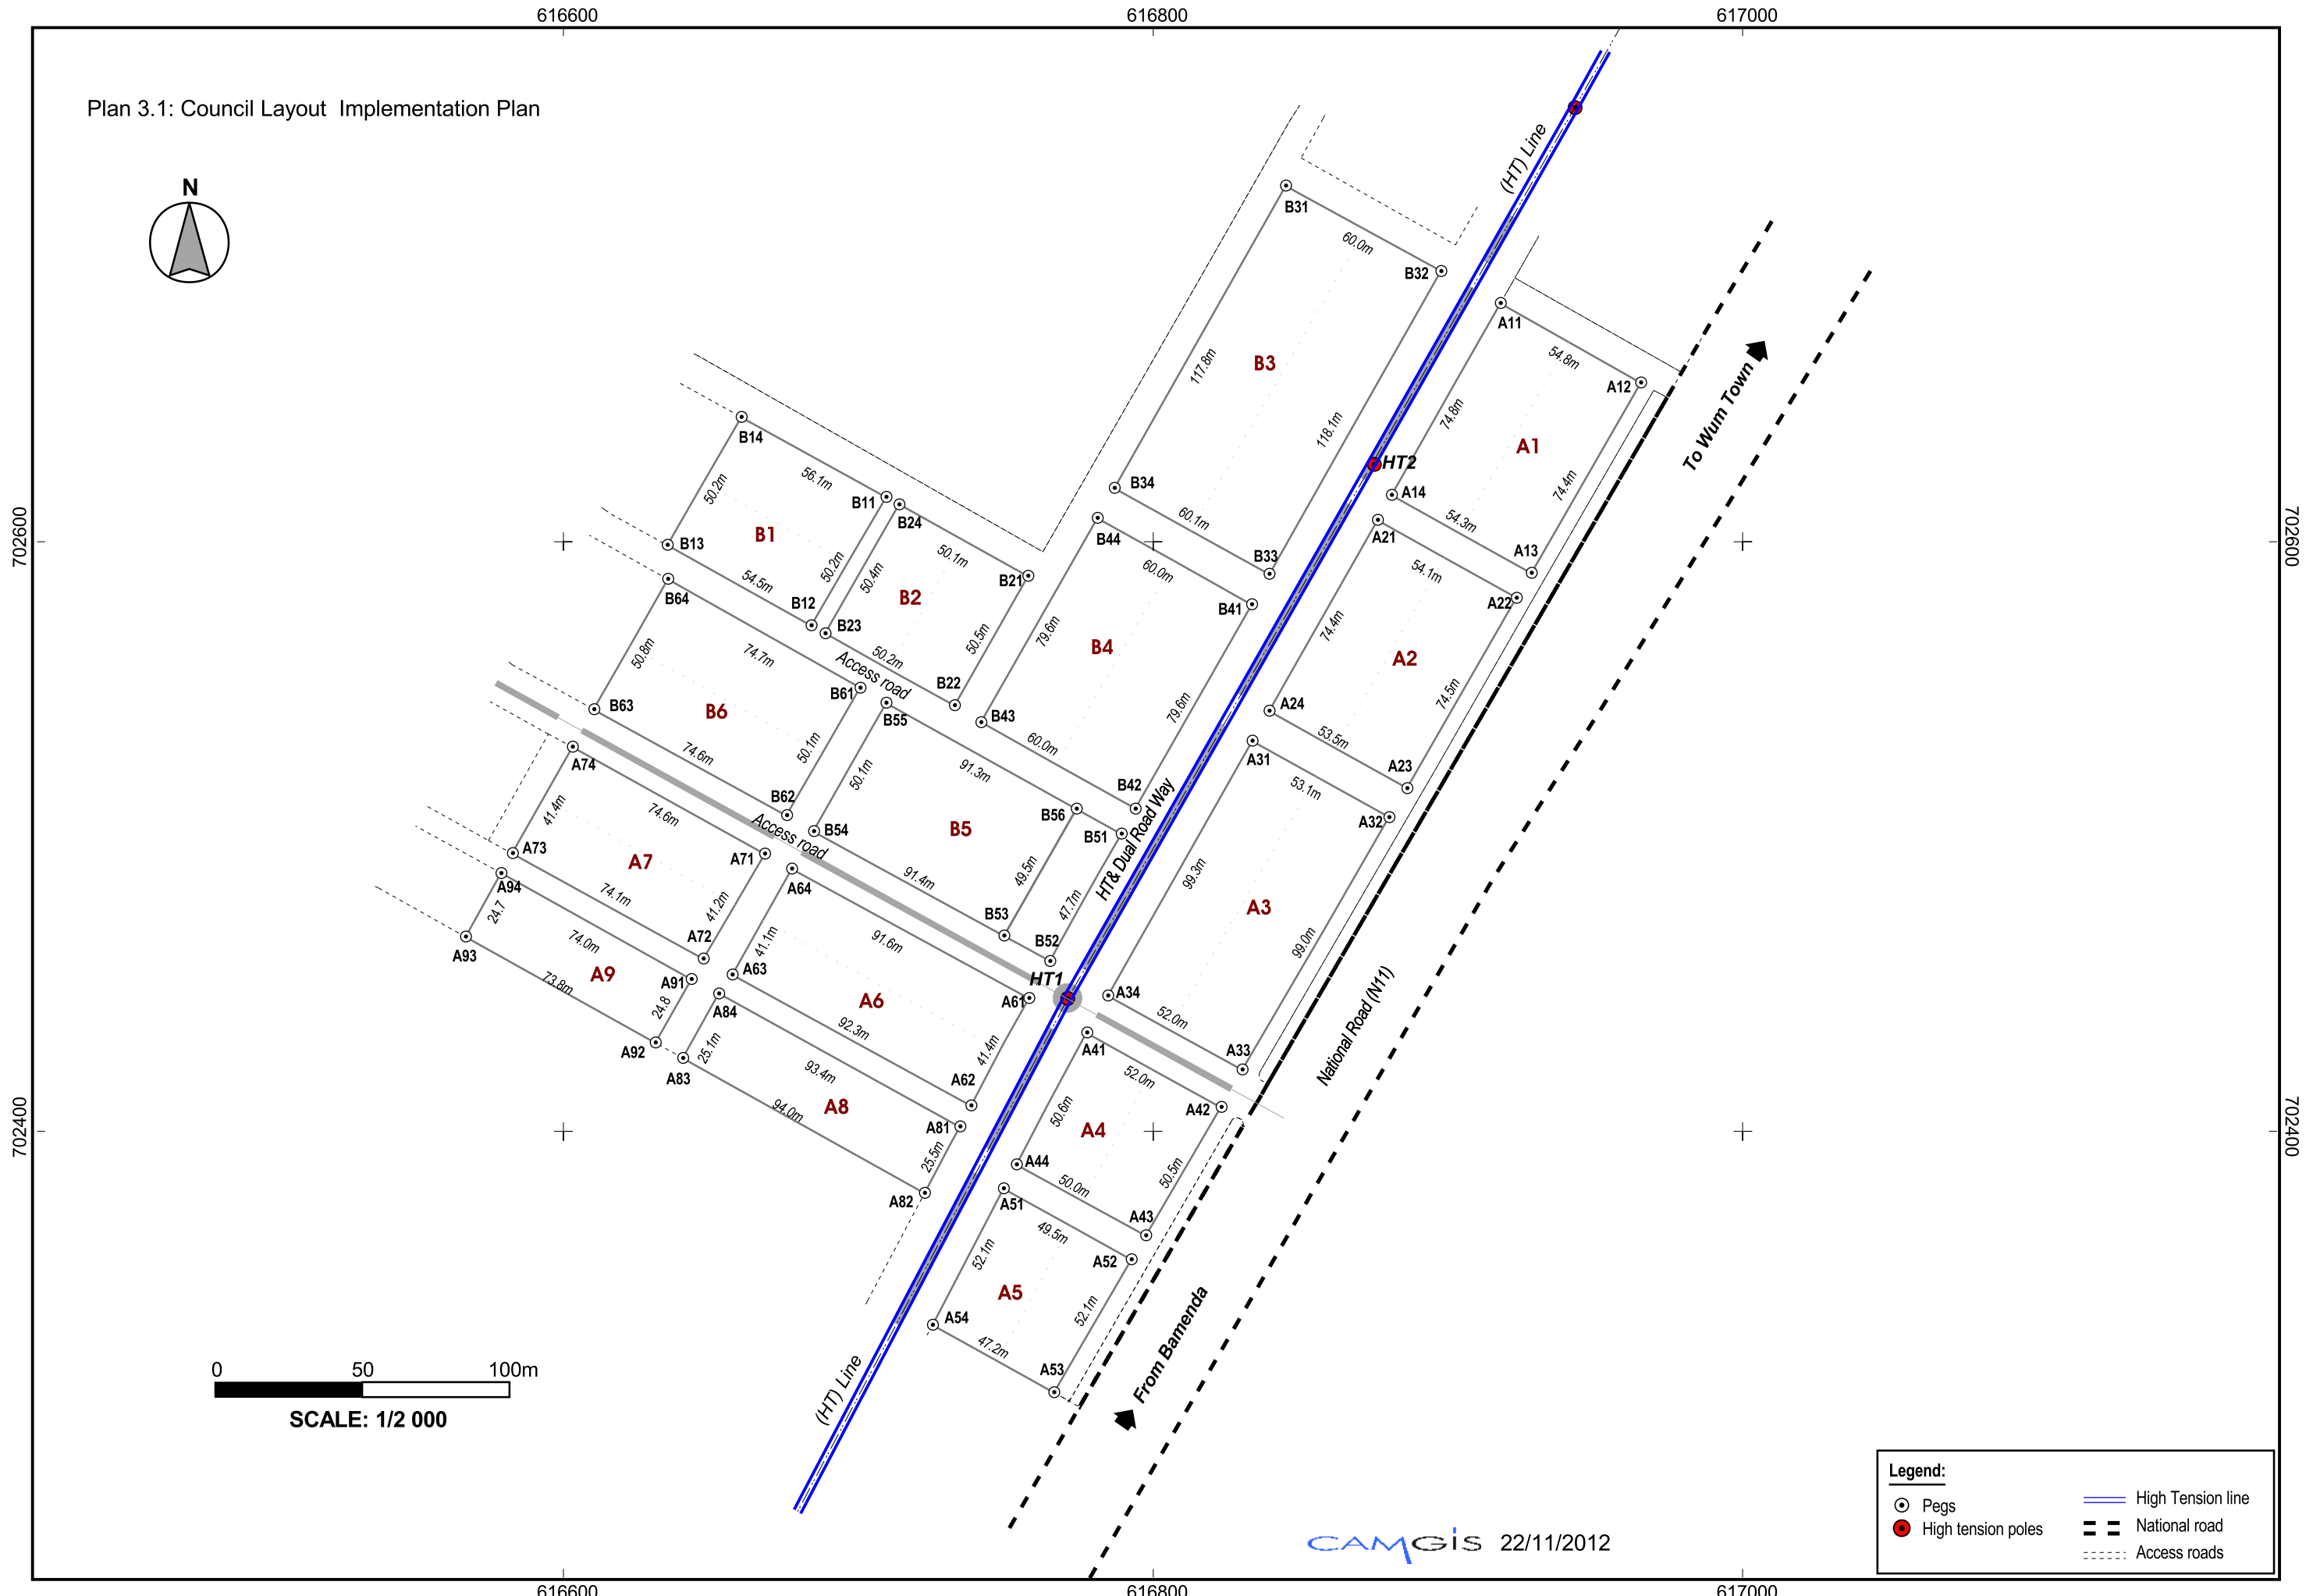 616600
616800
617000
Plan 3.1: Council Layout  Implementation Plan
N
(HT) Line
B31
60.0m
B32
A11
54.8m
A12
117.8m
B3
To Wum Town
118.1m
74.8m
A1
74.4m
B14
56.1m
50.2m
B11
B24
B34
60.1m
HT2
A14
54.3m
702600
702600
B13
B1
50.2m
54.5m
B12
50.4m
50.1m
B21
B44
60.0m
B33
B41
A21
54.1m
A13
A22
B64
B23
B2
50.2m
50.5m
B22
79.6m
B4
74.4m
A2
74.5m
Access road
50.8m
74.7m
B61
B55
B43
79.6m
60.0m
B63
B6
74.6m
50.1m
B62
50.1m
91.3m
B42
A24
53.5m
A23
A31
53.1m
A74
41.4m
74.6m
Access road
B54
B5
B56
B51
HT& Dual Road Way
A32
A73
A7
74.1m
A71
A64
91.4m
49.5m
47.7m
99.3m
A3
99.0m
A94
24.7
74.0m
A72
41.2m
41.1m
91.6m
B53
B52
A93
A9
73.8m
A91
24.8
A63
A6
A61
HT1
A34
52.0m
A33
National Road (N11)
A92
A84
25.1m
A83
92.3m
41.4m
A62
A41
52.0m
A42
93.4m
94.0m
A8
A81
25.5m
A82
50.6m
A4
50.5m
702400
702400
A44
50.0m
A43
A51
49.5m
A52
52.1m
A5
52.1m
A54
47.2m
A53
From Bamenda
(HT) Line
0
50
100m
SCALE: 1/2 000
Legend:
Pegs
High tension poles
High Tension line
National road
Access roads
CAMGIS
22/11/2012
616600
616800
617000